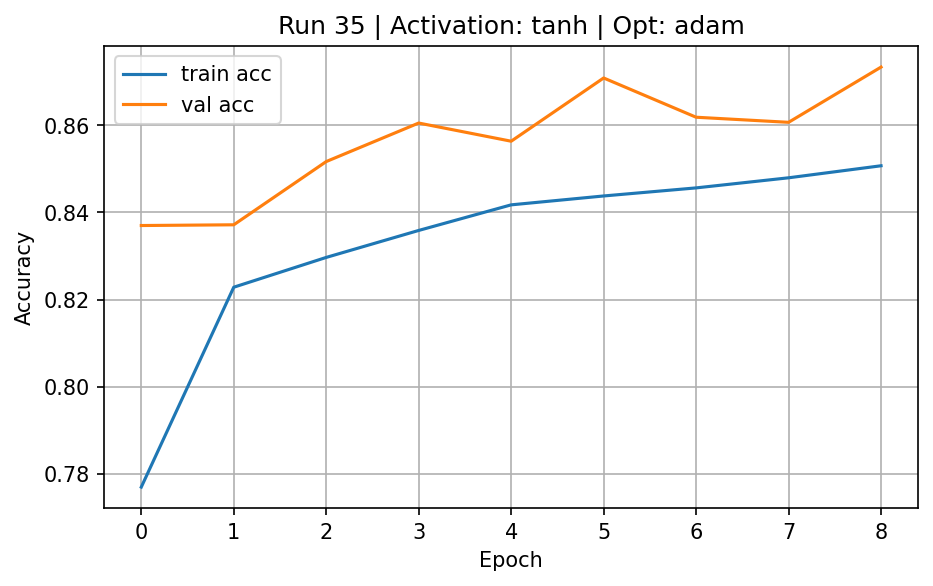 Run 35 | Activation: tanh | Opt: adam
train acc
val acc
0.86
0.84
0.82
0.80
0.78
Accuracy
0 1 2 3 4 5 6 7 8
Epoch